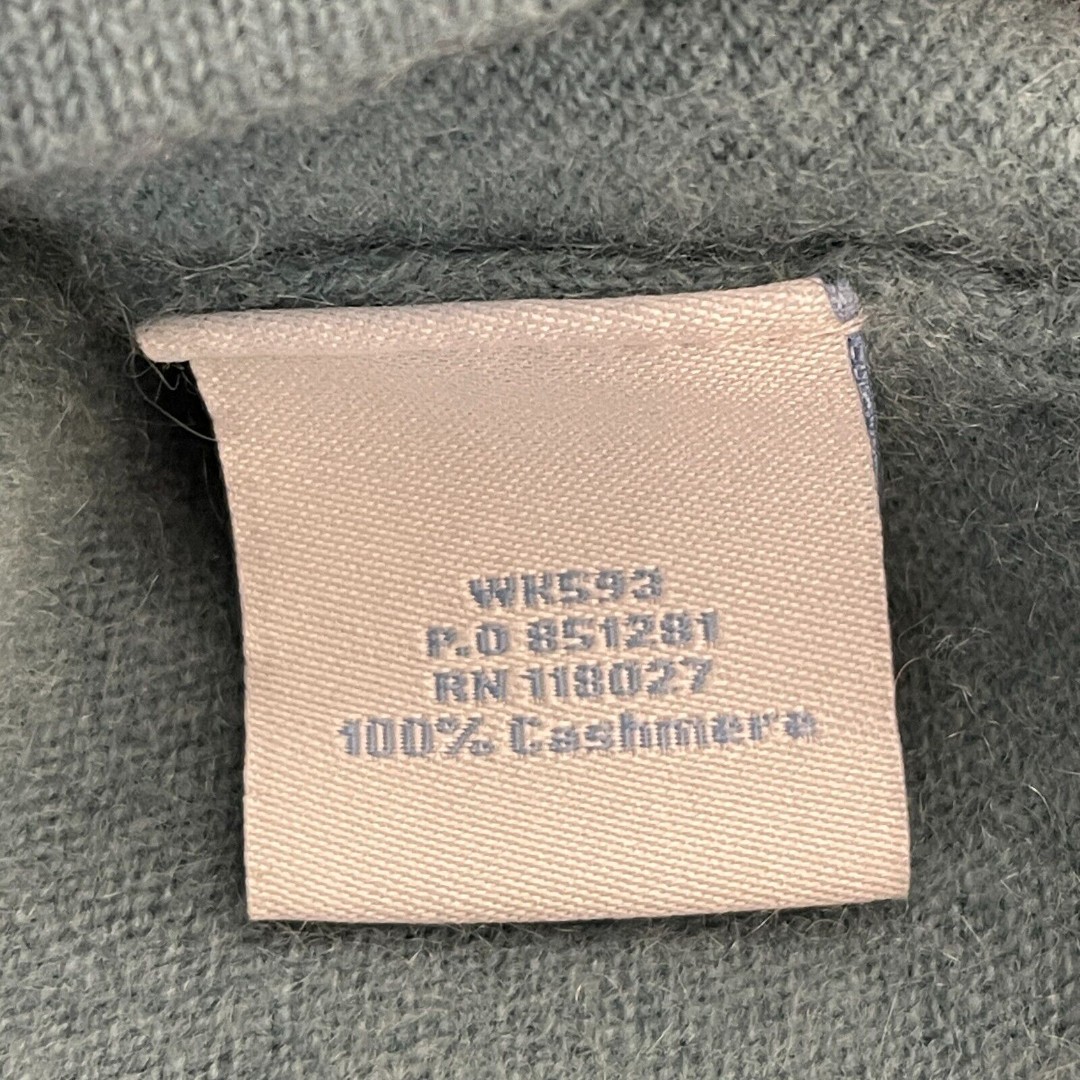 WK593
P.O 851281
RN 118027
100% Cashmere